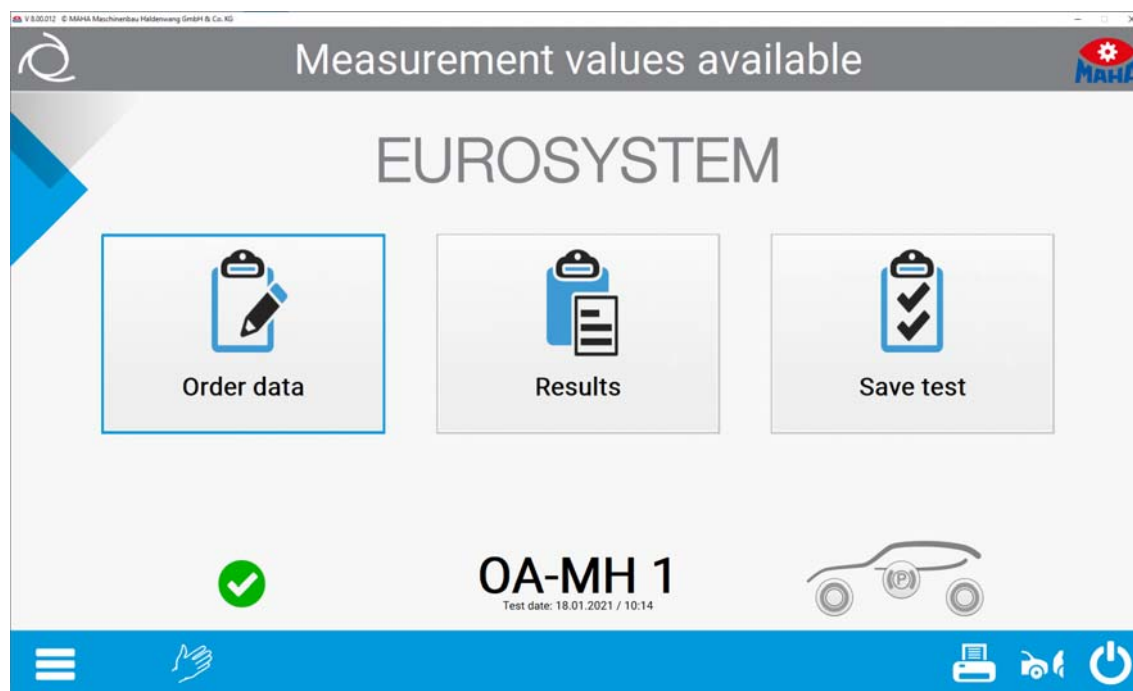 V 8.00.012 © MAHA Maschinenbau Haldenwang GmbH & Co. KG
Measurement values available
MAHA
EUROSYSTEM
Order data
Results
Save test
(P)
OA-MH 1
Test date: 18.01.2021 / 10:14